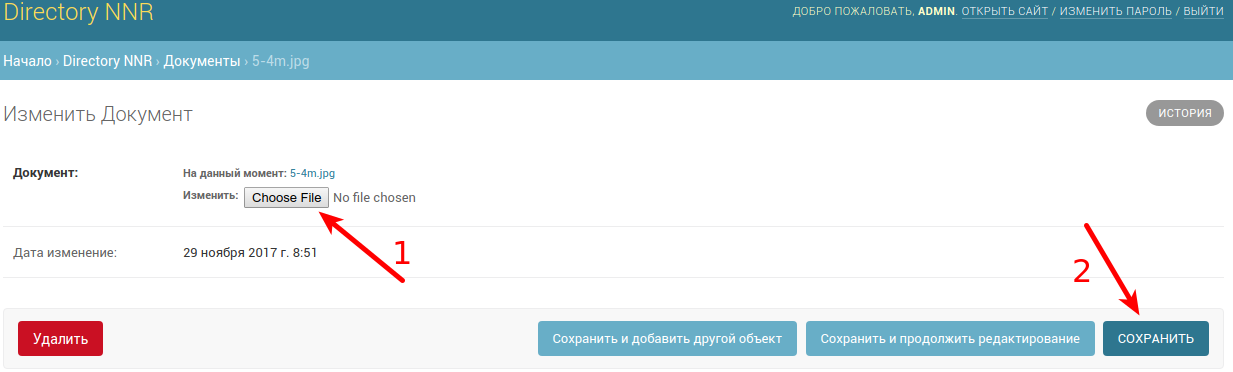 Directory NNR
ДОБРО ПОЖАЛОВАТЬ, ADMIN. ОТКРЫТЬ САЙТ / ИЗМЕНИТЬ ПАРОЛЬ / ВЫЙТИ
Начало › Directory NNR › Документы › 5-4m.jpg
Изменить Документ
ИСТОРИЯ
Документ:
На данный момент: 5-4m.jpg
Изменить: Choose File No file chosen
1
Дата изменение: 29 ноября 2017 г. 8:51
2
Удалить
Сохранить и добавить другой объект
Сохранить и продолжить редактирование
СОХРАНИТЬ